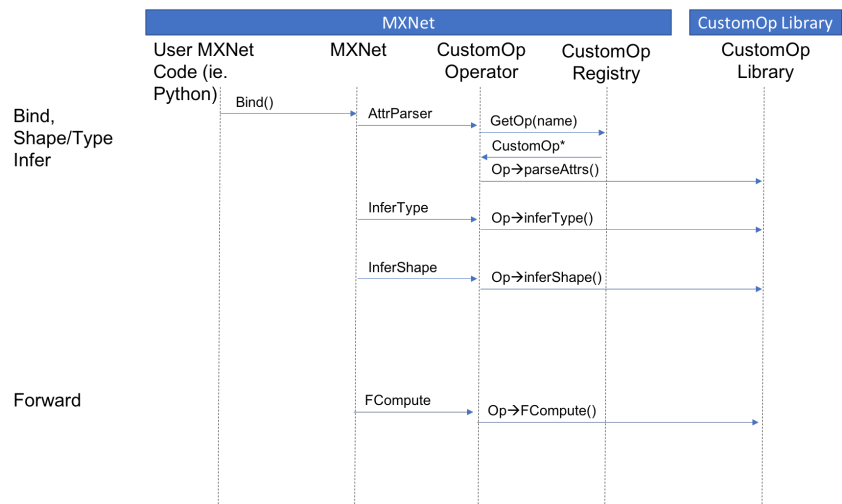 MXNet
CustomOp Library
User MXNet
Code (ie.
Python)
MXNet
CustomOp
Operator
CustomOp
Registry
CustomOp
Library
Bind,
Shape/Type
Infer
Bind()
AttrParser
GetOp(name)
CustomOp*
Op→parseAttrs()
InferType
Op→inferType()
InferShape
Op→inferShape()
Forward
FCompute
Op→FCompute()